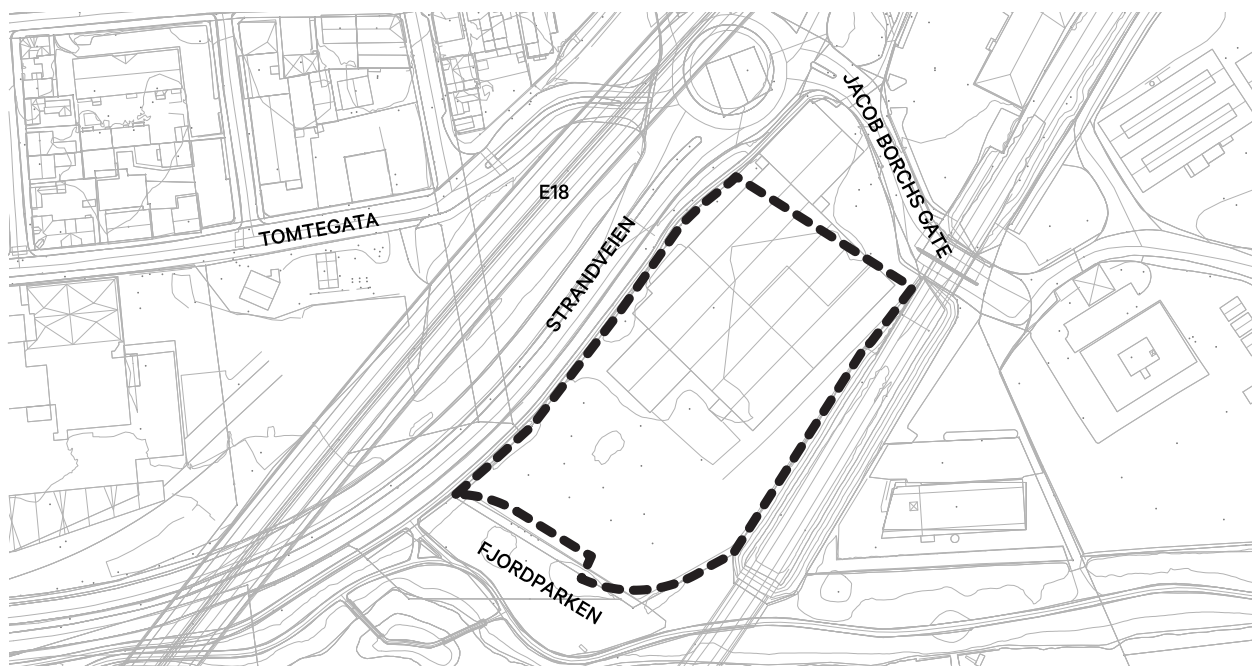 JACOB BORCHS GATE
E18
TOMTEGATA
STRANDVEIEN
FJORDPARKEN